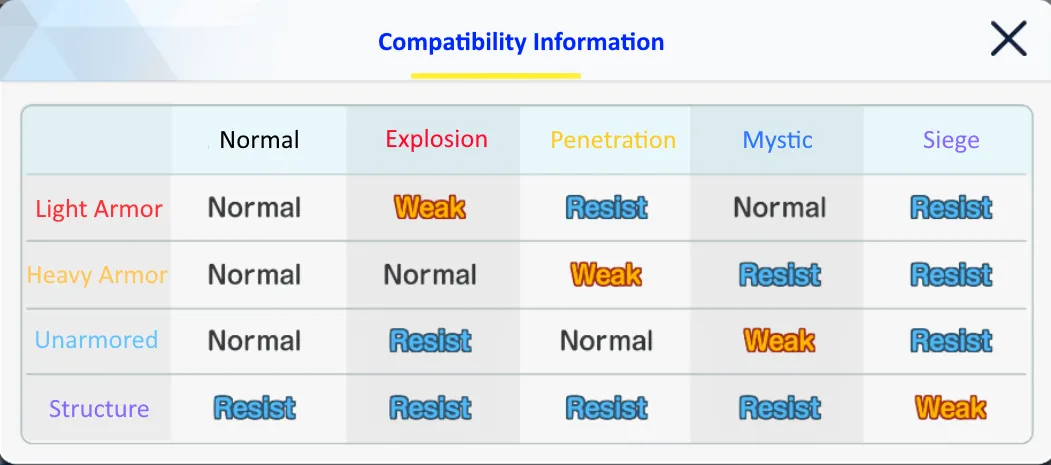 Compatibility Information
Normal Explosion Penetration Mystic Siege
Light Armor Normal Weak Resist Normal Resist
Heavy Armor Normal Normal Weak Resist Resist
Unarmored Normal Resist Normal Weak Resist
Structure Resist Resist Resist Resist Weak